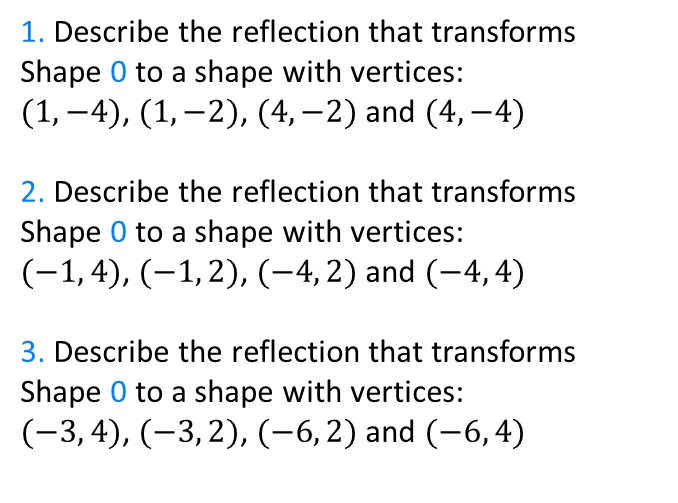 1. Describe the reflection that transforms
Shape 0 to a shape with vertices:
(1, −4), (1, −2), (4, −2) and (4, −4)
2. Describe the reflection that transforms
Shape 0 to a shape with vertices:
(−1, 4), (−1, 2), (−4, 2) and (−4, 4)
3. Describe the reflection that transforms
Shape 0 to a shape with vertices:
(−3, 4), (−3, 2), (−6, 2) and (−6, 4)